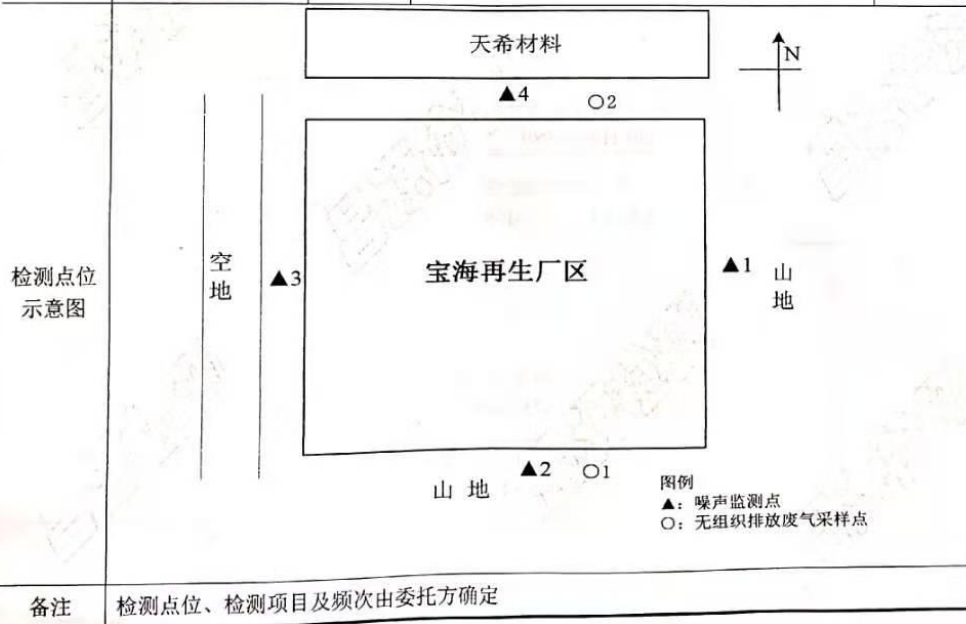 天希材料
N
▲4
○2
空地
▲3
宝海再生厂区
▲1
山地
检测点位
示意图
▲2
○1
山 地
图例
▲：噪声监测点
○：无组织排放废气采样点
备注
检测点位、检测项目及频次由委托方确定